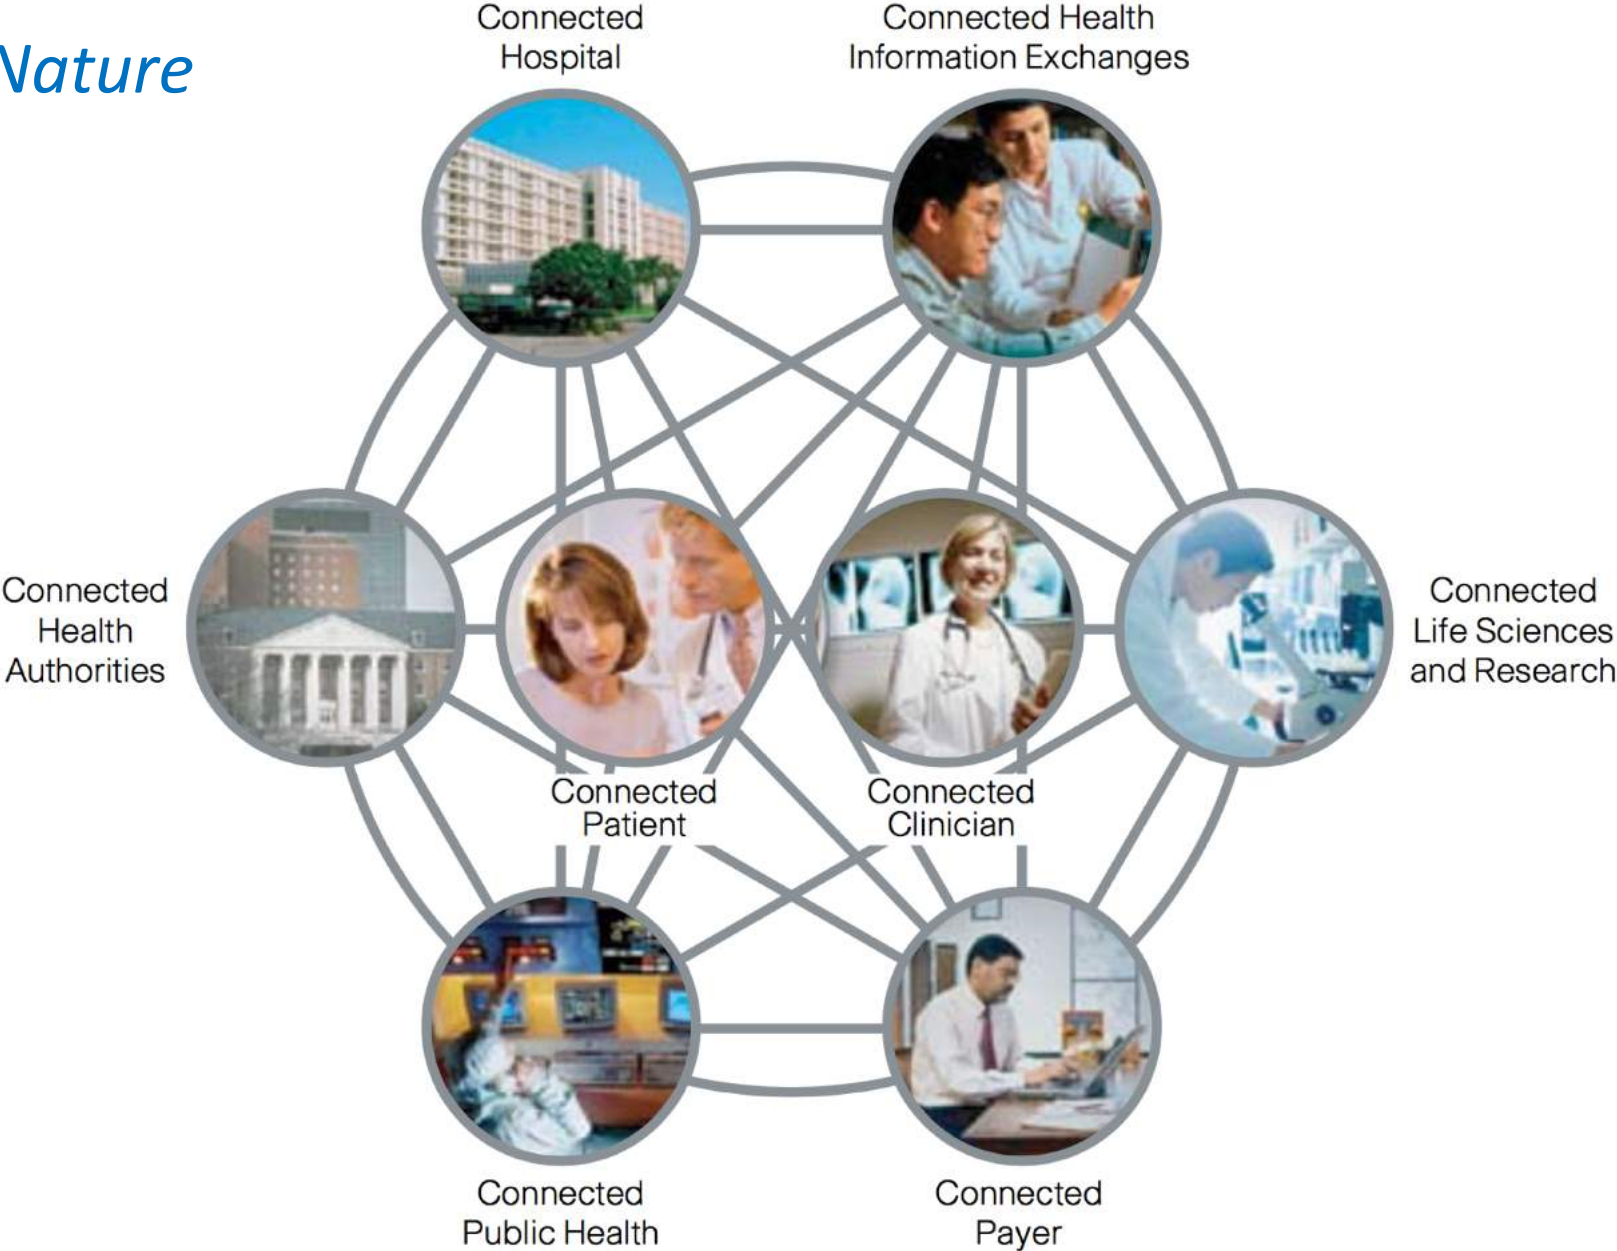 Nature
Connected
Hospital
Connected Health
Information Exchanges
Connected
Health
Authorities
Connected
Life Sciences
and Research
Connected
Patient
Connected
Clinician
Connected
Public Health
Connected
Payer